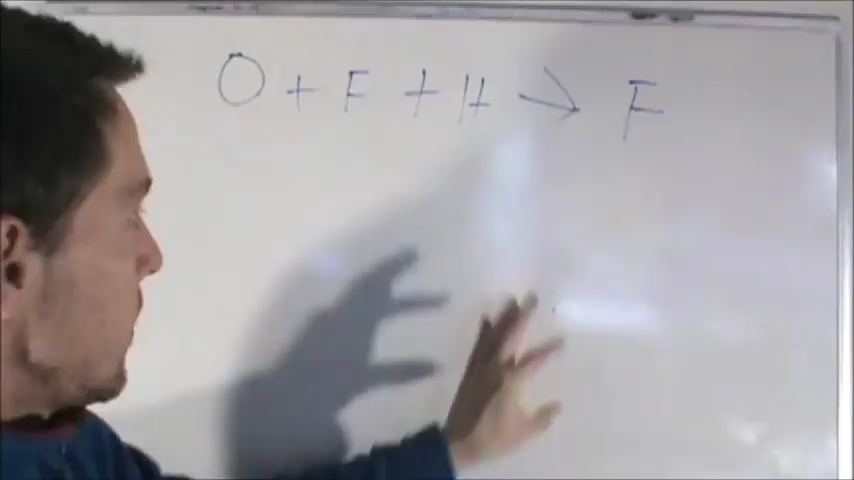 O + F + H → F